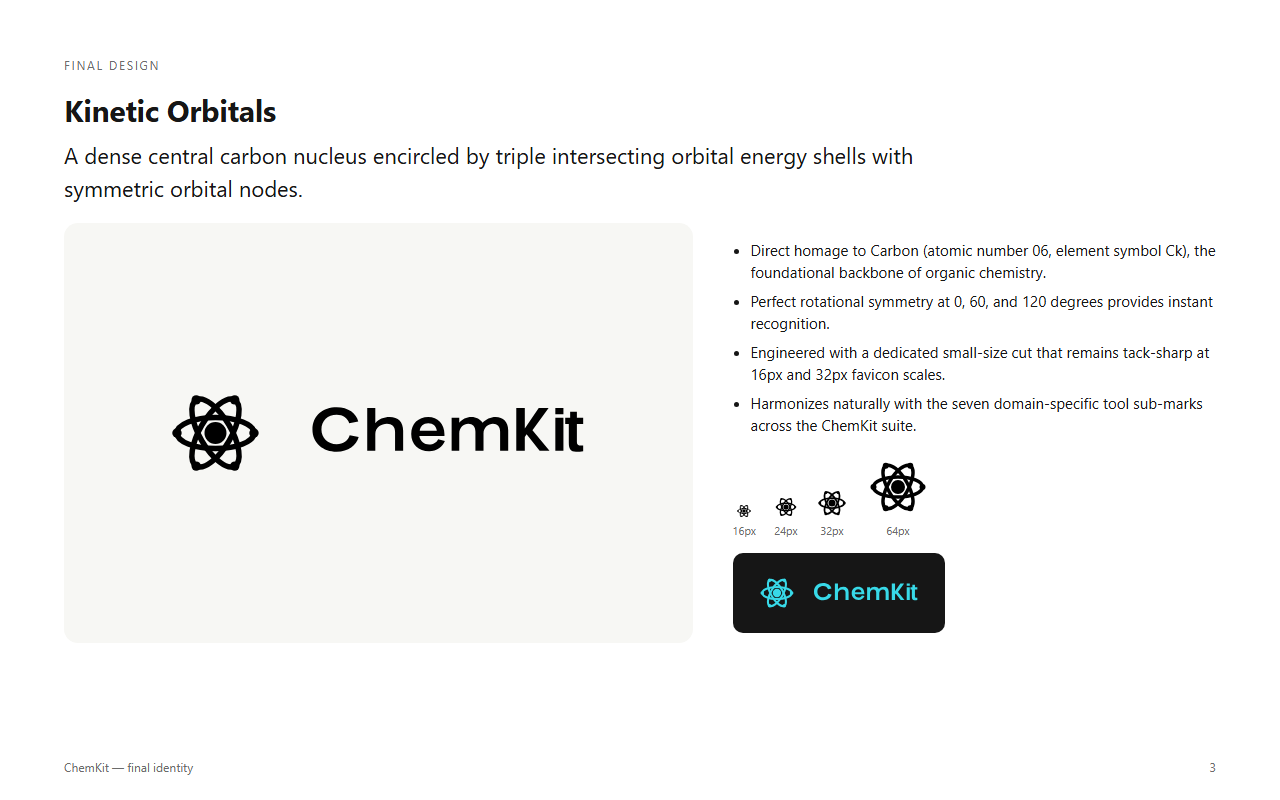 FINAL DESIGN
Kinetic Orbitals
A dense central carbon nucleus encircled by triple intersecting orbital energy shells with
symmetric orbital nodes.
ChemKit
• Direct homage to Carbon (atomic number 06, element symbol Ck), the
foundational backbone of organic chemistry.
• Perfect rotational symmetry at 0, 60, and 120 degrees provides instant
recognition.
• Engineered with a dedicated small-size cut that remains tack-sharp at
16px and 32px favicon scales.
• Harmonizes naturally with the seven domain-specific tool sub-marks
across the ChemKit suite.
16px 24px 32px 64px
ChemKit
ChemKit — final identity
3